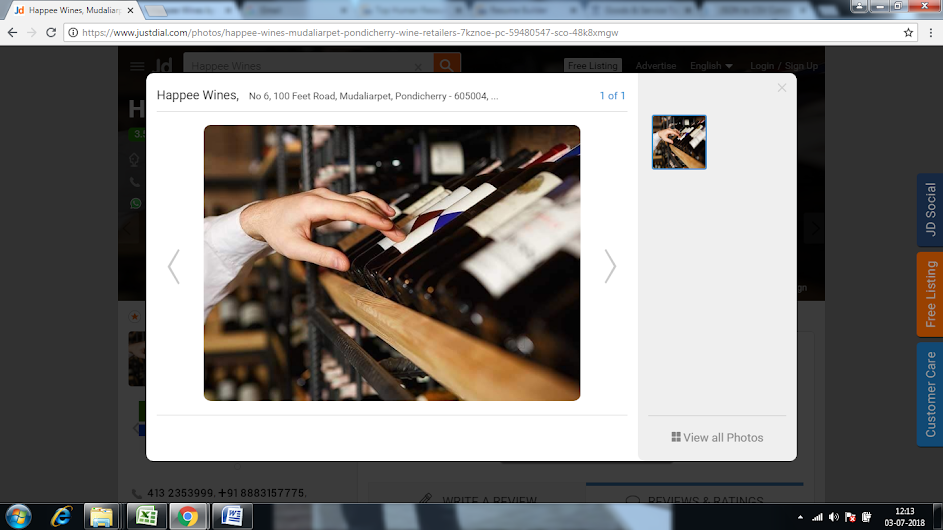 Happee Wines, Mudaliar
https://www.justdial.com/photos/happee-wines-mudaliarpet-pondicherry-wine-retailers-7kznoe-pc-59480547-sco-48k8xmgw
Jd Happee Wines Free Listing Advertise English Login / Sign Up
Happee Wines, No 6, 100 Feet Road, Mudaliarpet, Pondicherry - 605004, ... 1 of 1
JD Social
Free Listing
Customer Care
View all Photos
413 2353999, +91 8883157775,
WRITE A REVIEW REVIEWS & RATINGS
12:13
03-07-2018